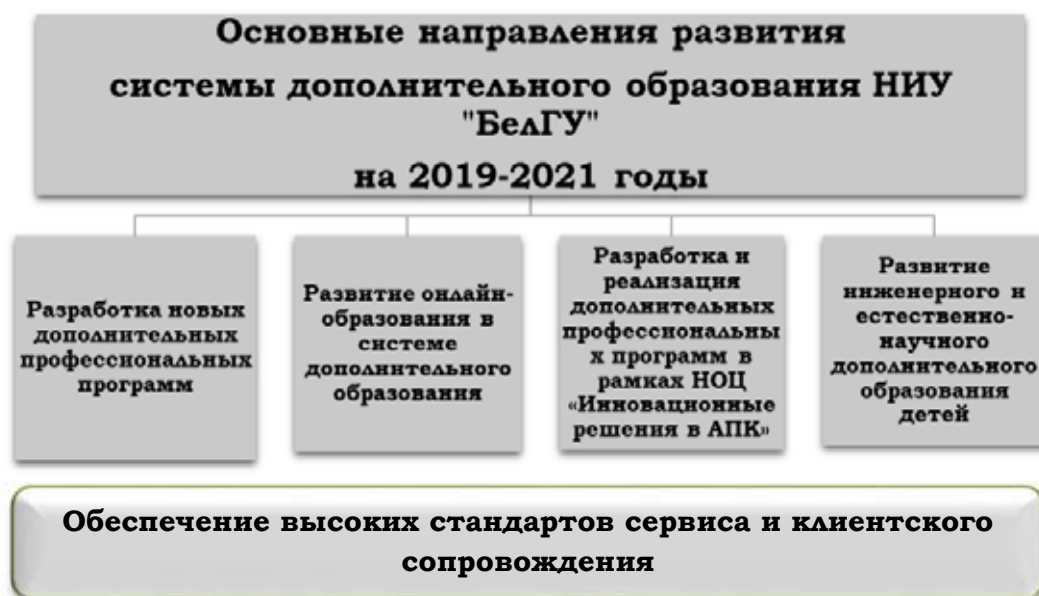 Основные направления развития
системы дополнительного образования НИУ
"БелГУ"
на 2019-2021 годы
Разработка новых
дополнительных
профессиональных
программ
Развитие онлайн-
образования в
системе
дополнительного
образования
Разработка и
реализация
дополнительных
профессиональны
х программ в
рамках НОЦ
«Инновационные
решения в АПК»
Развитие
инженерного и
естественно-
научного
дополнительного
образования
детей
Обеспечение высоких стандартов сервиса и клиентского
сопровождения